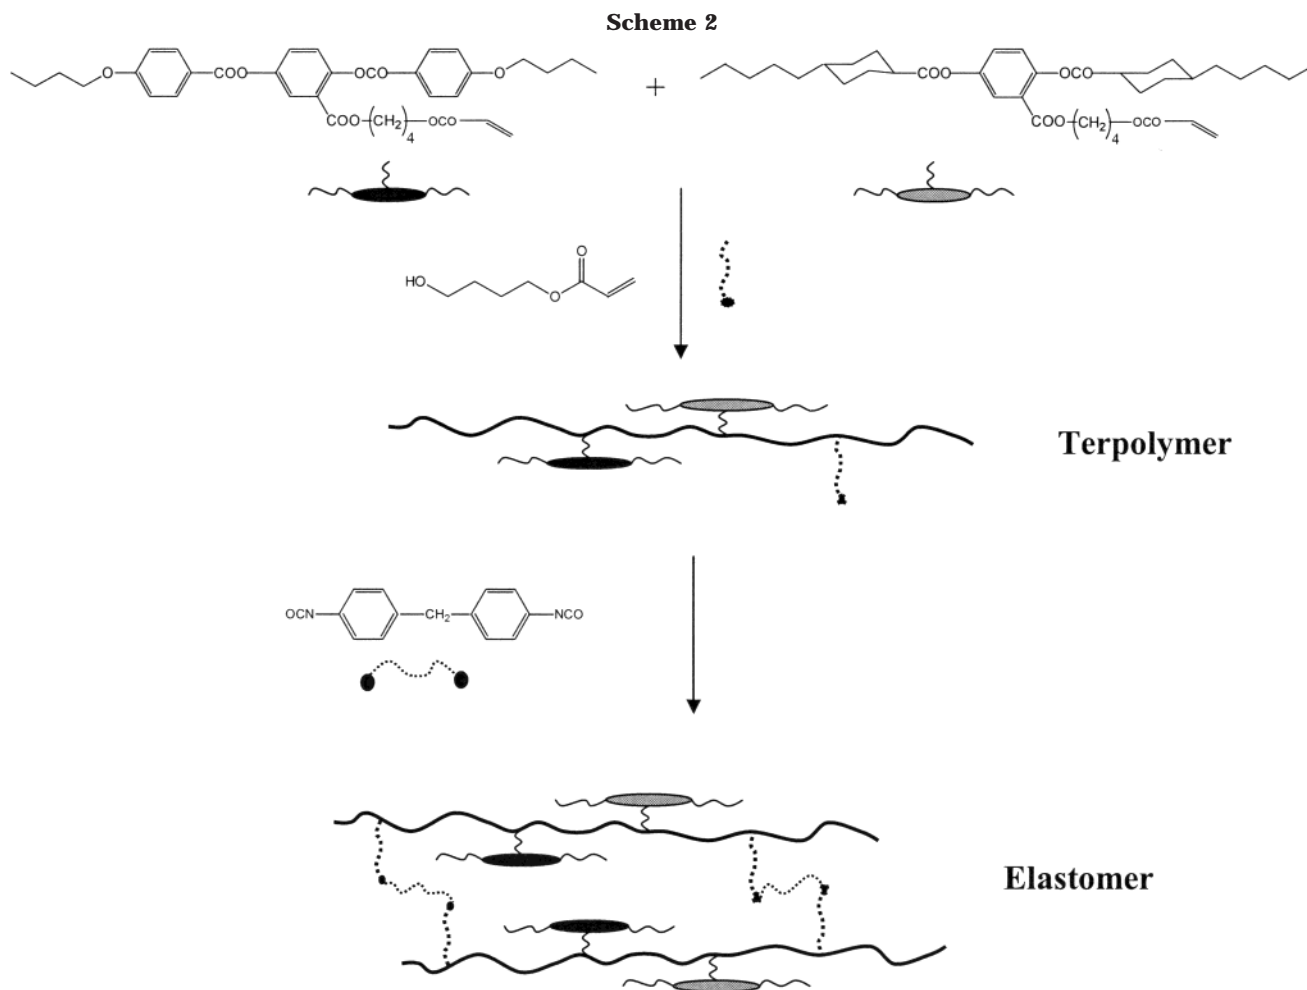 Scheme 2
O COO OCO O
COO (CH2)4 OCO
+
COO OCO
COO (CH2)4 OCO
HO O O
Terpolymer
OCN CH2 NCO
Elastomer